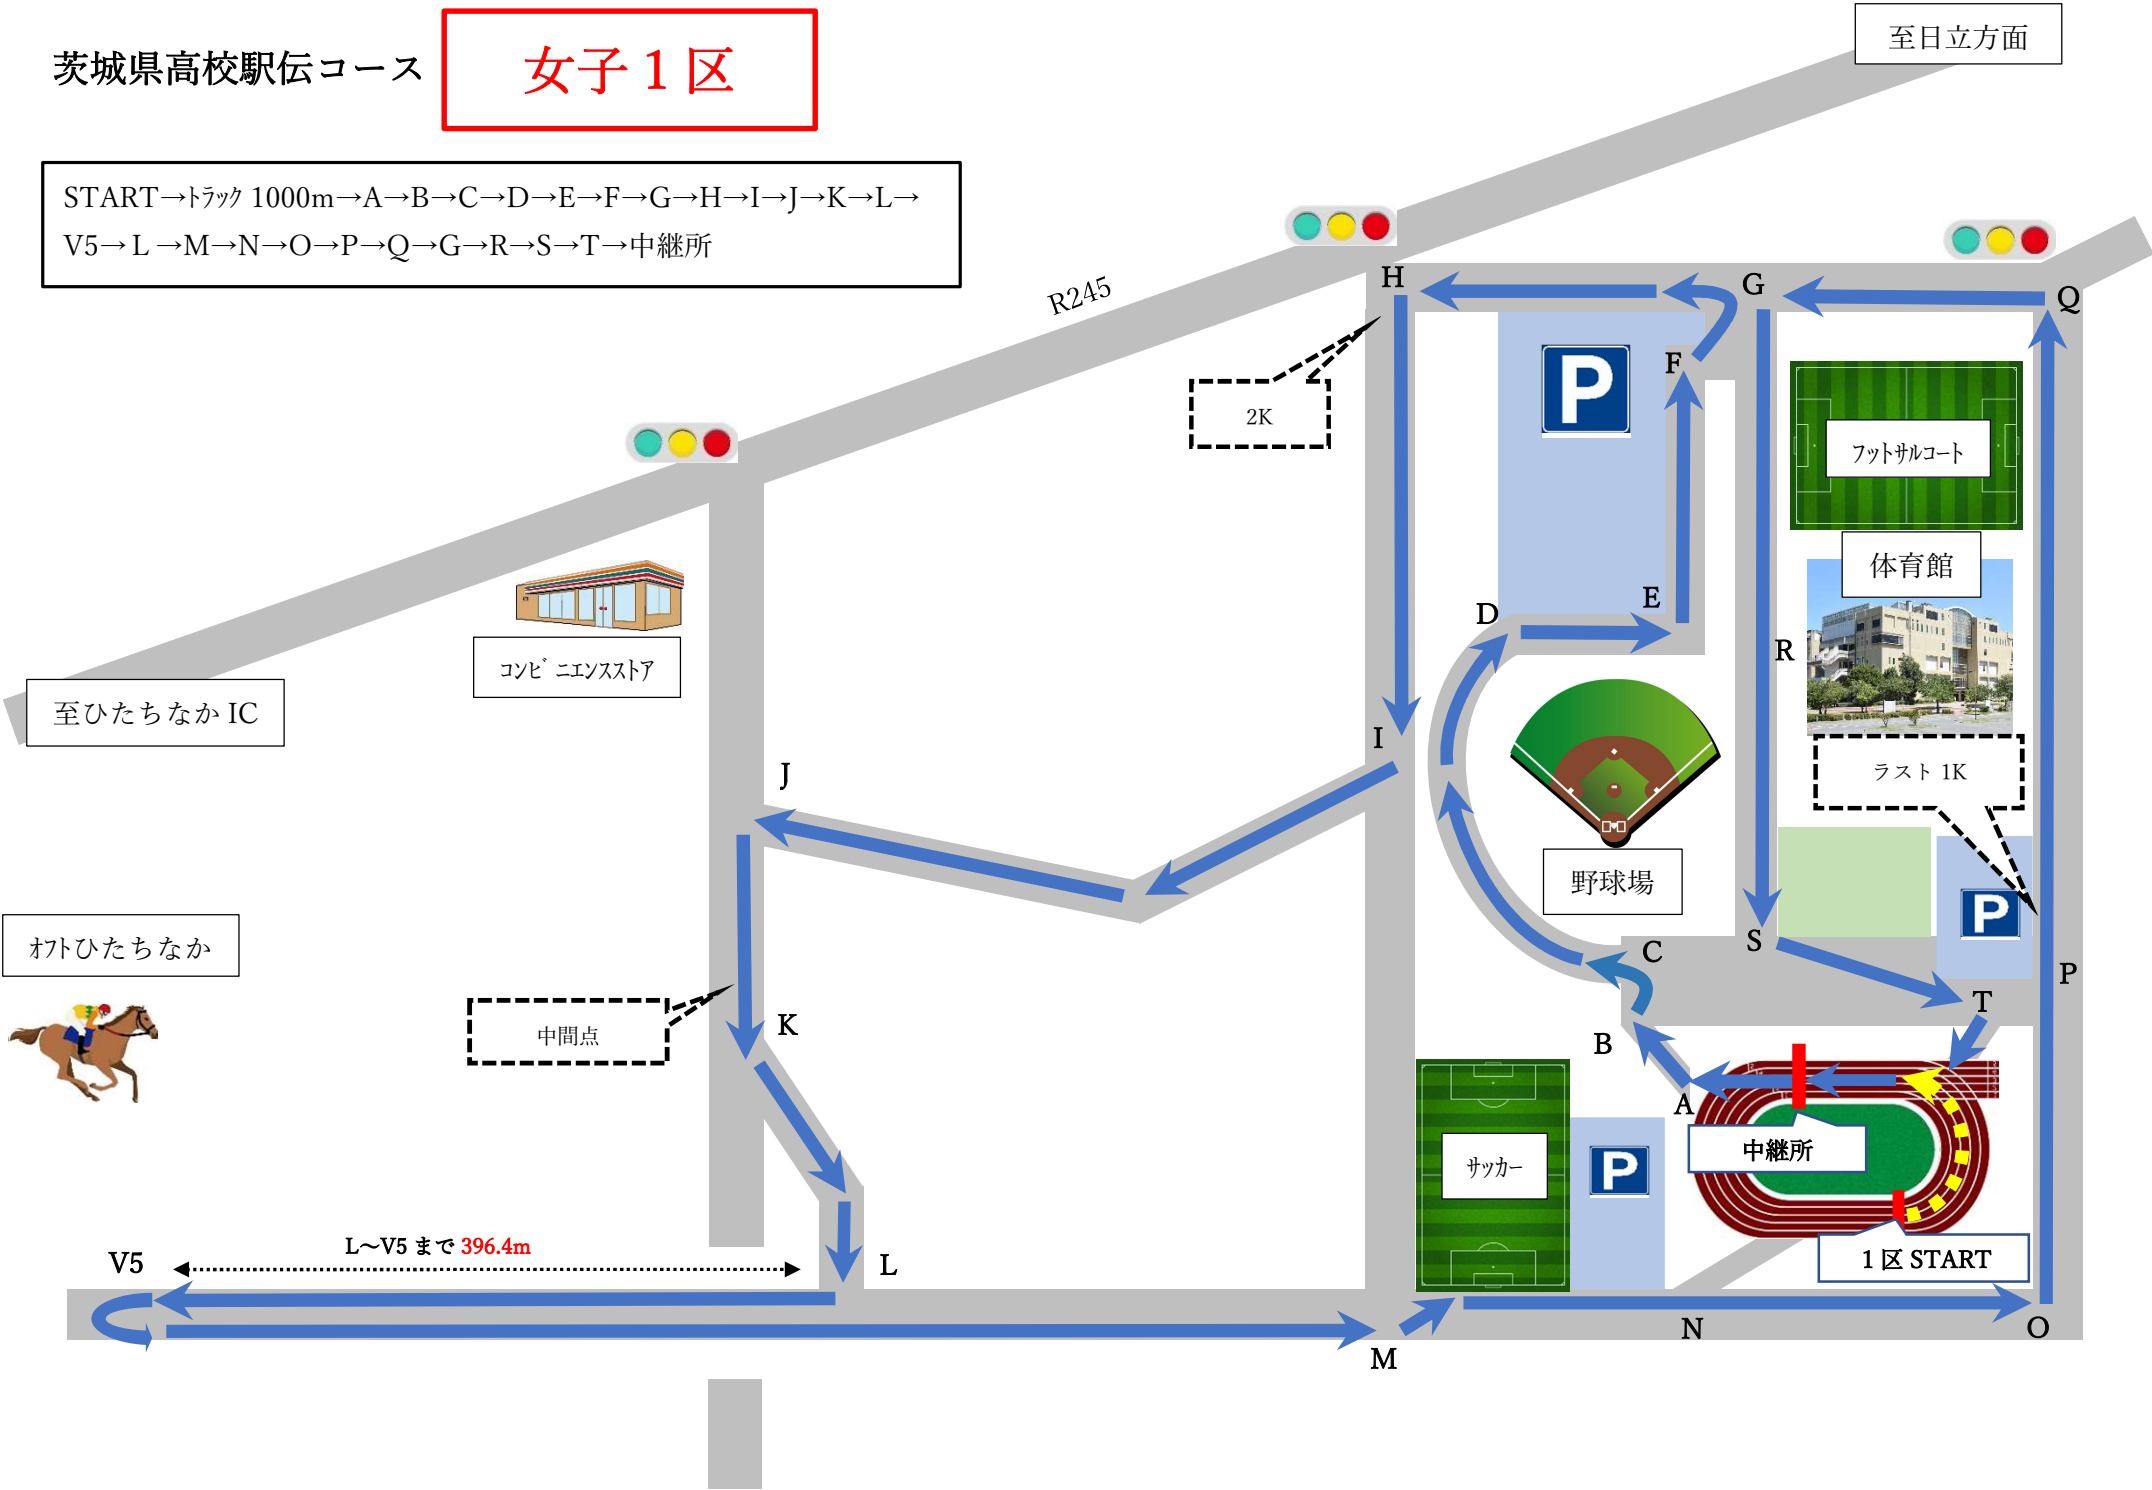 茨城県高校駅伝コース
女子1区
START→ﾄﾗｯｸ 1000m→A→B→C→D→E→F→G→H→I→J→K→L→
V5→L→M→N→O→P→Q→G→R→S→T→中継所
至日立方面
R245
H
G
Q
F
2K
フットサルコート
体育館
コンビニエンスストア
至ひたちなか IC
D
E
R
I
J
ラスト 1K
野球場
オフトひたちなか
S
C
P
T
中間点
K
B
A
中継所
サッカー
P
P
P
1区 START
L～V5 まで 396.4m
V5
L
N
O
M